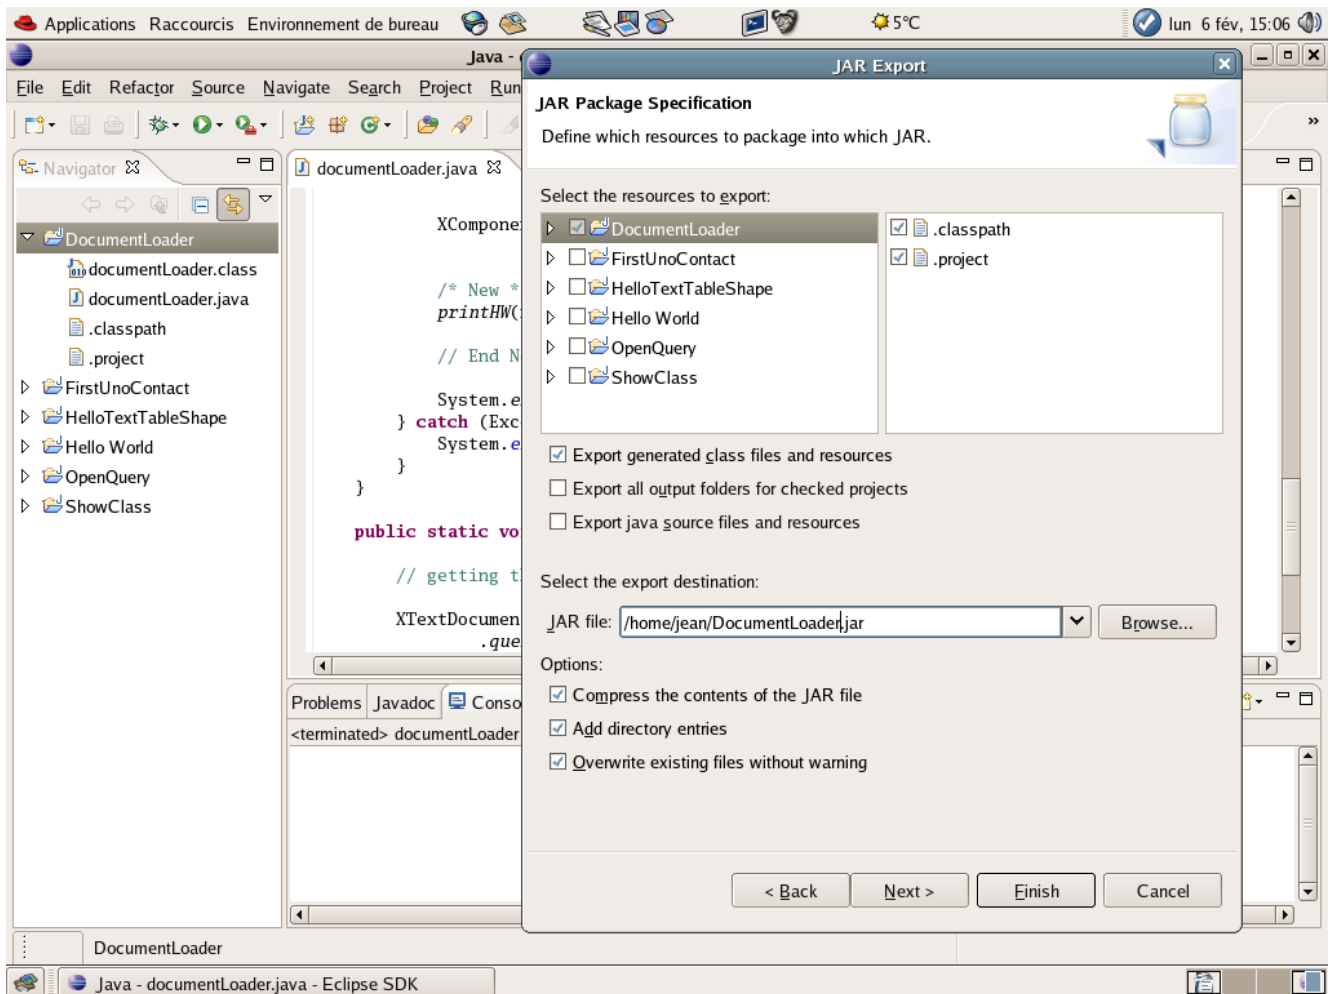 Applications Raccourcis Environnement de bureau
5°C
lun 6 fév, 15:06
Java -
JAR Export
File Edit Refactor Source Navigate Search Project Run
JAR Package Specification
Define which resources to package into which JAR.
»
Navigator
documentLoader.java
Select the resources to export:
DocumentLoader
documentLoader.class
documentLoader.java
.classpath
.project
FirstUnoContact
HelloTextTableShape
Hello World
OpenQuery
ShowClass
/* New *
printHW(
// End N
System.e
} catch (Exc
System.e
}
}
public static vo
// getting t
XTextDocumen
.que
DocumentLoader
FirstUnoContact
HelloTextTableShape
Hello World
OpenQuery
ShowClass
.classpath
.project
Export generated class files and resources
Export all output folders for checked projects
Export java source files and resources
Select the export destination:
JAR file: /home/jean/DocumentLoader.jar
Browse...
Options:
Compress the contents of the JAR file
Add directory entries
Overwrite existing files without warning
Problems Javadoc Conso
<terminated> documentLoader
< Back Next > Finish Cancel
DocumentLoader
Java - documentLoader.java - Eclipse SDK